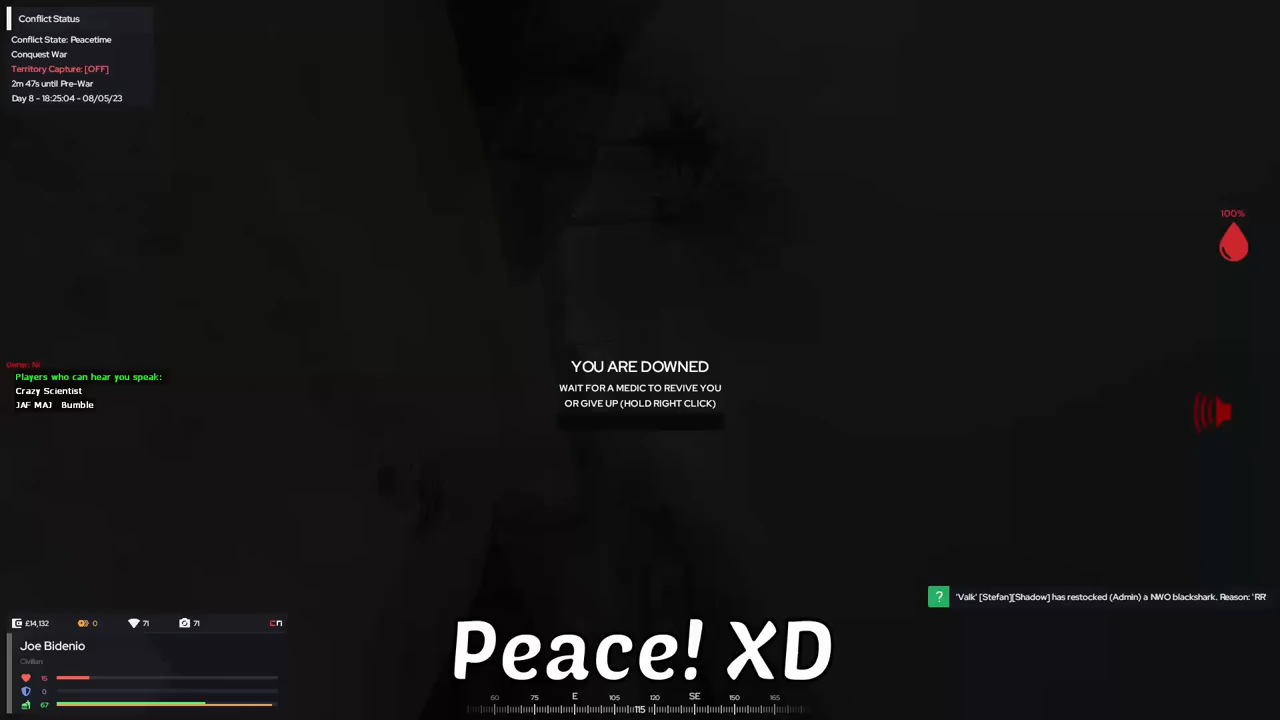 Conflict Status
Conflict State: Peacetime
Conquest War
Territory Capture: [OFF]
2m 47s until Pre-War
Day 8 - 18:25:04 - 08/05/23
100%
YOU ARE DOWNED
WAIT FOR A MEDIC TO REVIVE YOU
OR GIVE UP (HOLD RIGHT CLICK)
Players who can hear you speak:
Crazy Scientist
JAF MAJ Bumble
? 'Valk' [Stefan][Shadow] has restocked (Admin) a NWO blackshark. Reason: 'RR'
£14,132 0 71 71
Joe Bidenio
Civilian
15
0
67
Peace! XD
60 75 E 105 120 SE 150 165
115